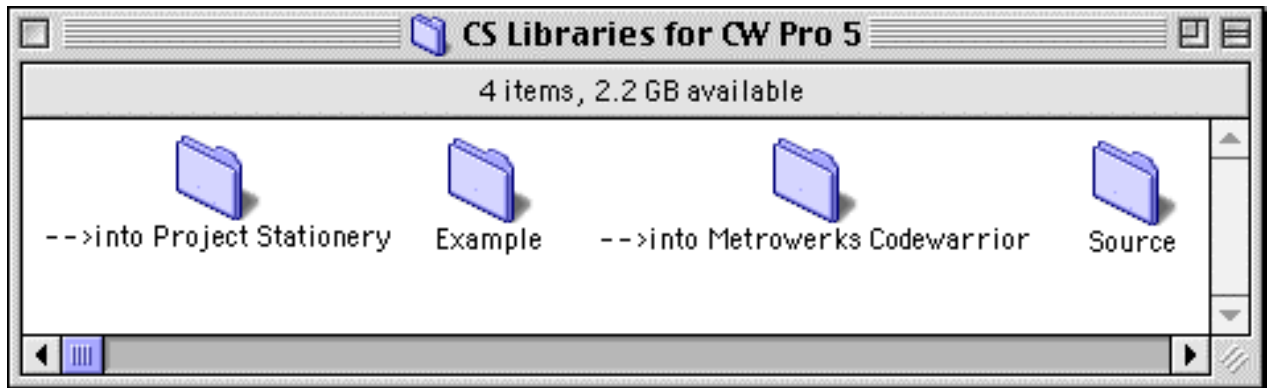 CS Libraries for CW Pro 5
4 items, 2.2 GB available
-->into Project Stationery
Example
-->into Metrowerks Codewarrior
Source